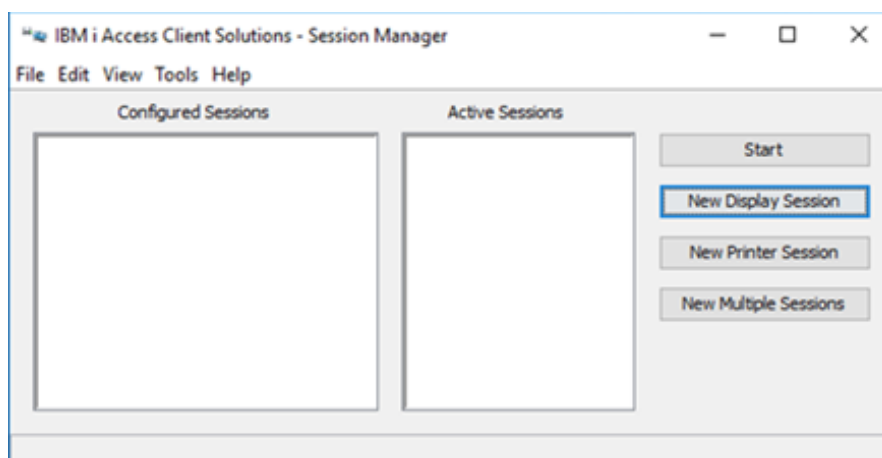 IBM i Access Client Solutions - Session Manager
File Edit View Tools Help
Configured Sessions
Active Sessions
Start
New Display Session
New Printer Session
New Multiple Sessions